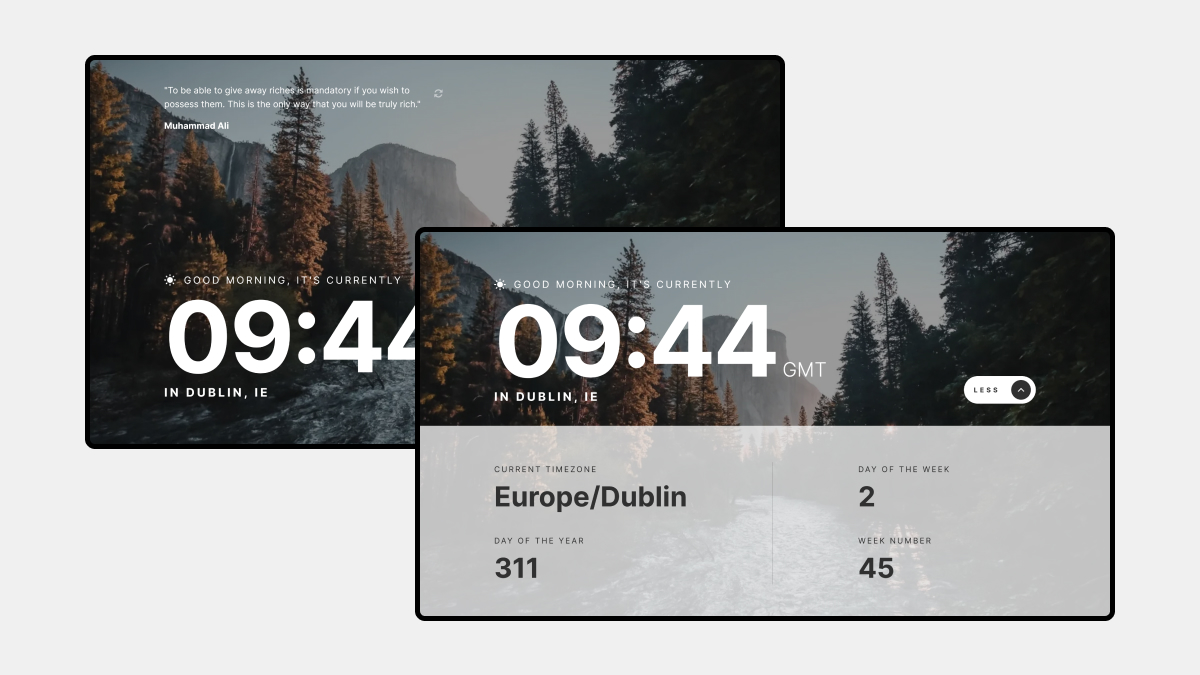 "To be able to give away riches is mandatory if you wish to
possess them. This is the only way that you will be truly rich."
Muhammad Ali
GOOD MORNING, IT'S CURRENTLY
09:44
IN DUBLIN, IE
GOOD MORNING, IT'S CURRENTLY
09:44 GMT
IN DUBLIN, IE
LESS
CURRENT TIMEZONE
Europe/Dublin
DAY OF THE YEAR
311
DAY OF THE WEEK
2
WEEK NUMBER
45